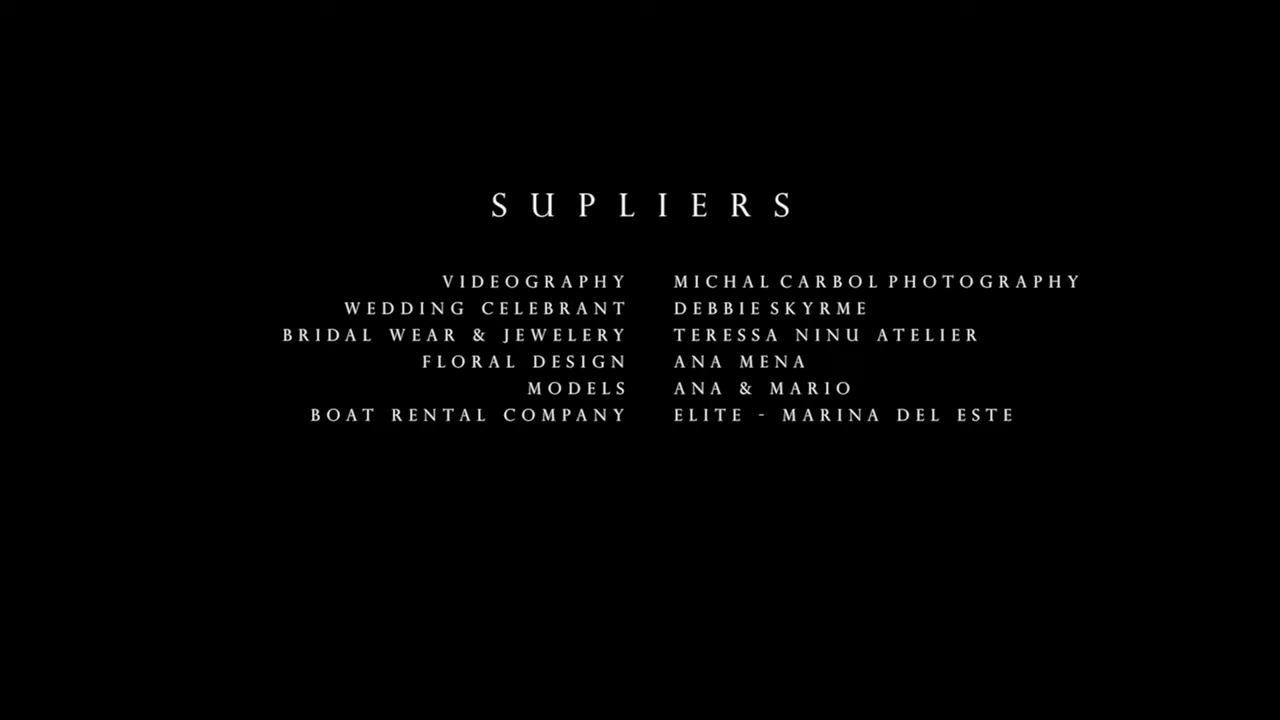 SUPLIERS
VIDEOGRAPHY MICHAL CARBOL PHOTOGRAPHY
WEDDING CELEBRANT DEBBIE SKYRME
BRIDAL WEAR & JEWELERY TERESSA NINU ATELIER
FLORAL DESIGN ANA MENA
MODELS ANA & MARIO
BOAT RENTAL COMPANY ELITE - MARINA DEL ESTE